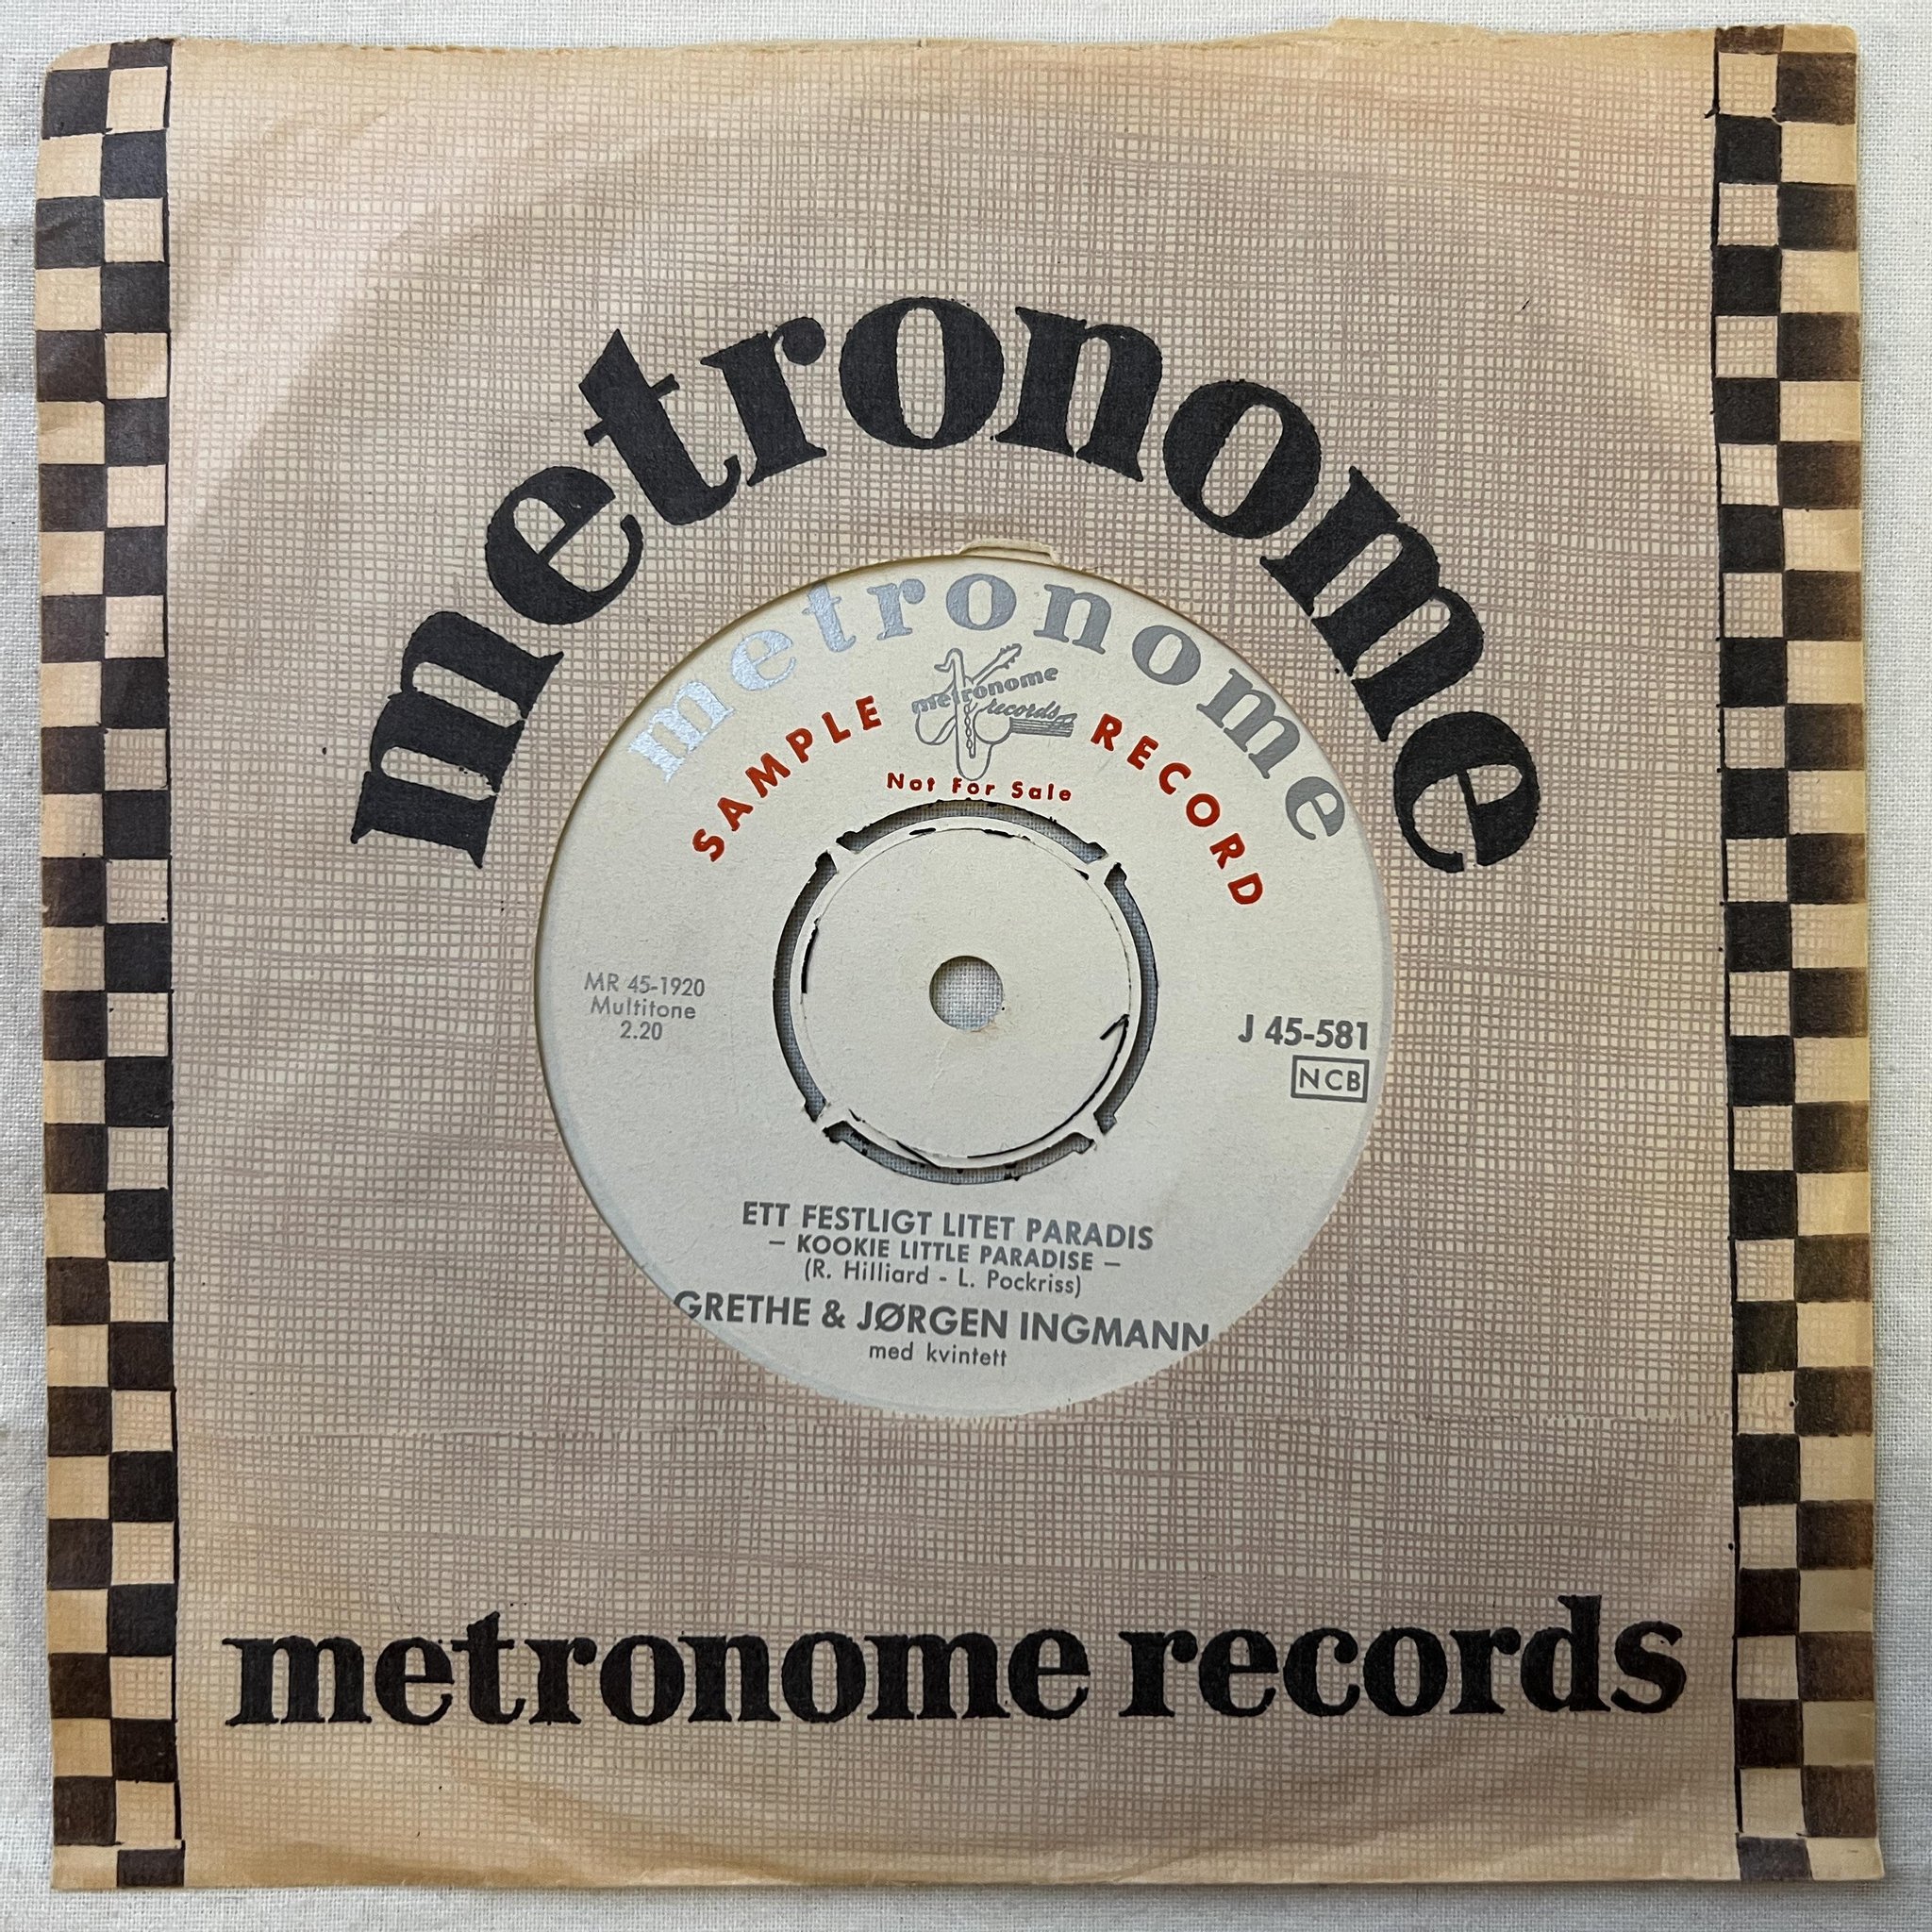 metronome
metronome
metronome
records
SAMPLE RECORD
Not For Sale
MR 45-1920
Multitone
2.20
J 45-581
NCB
ETT FESTLIGT LITET PARADIS
– KOOKIE LITTLE PARADISE –
(R. Hilliard - L. Pockriss)
GRETHE & JØRGEN INGMANN
med kvintett
metronome records